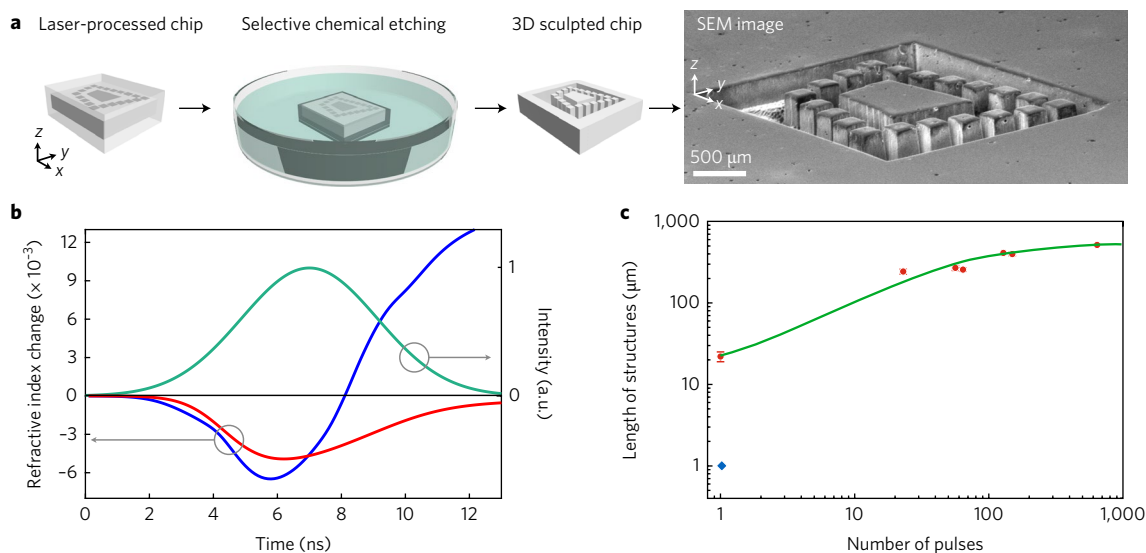 a
Laser-processed chip
Selective chemical etching
3D sculpted chip
SEM image
z
y
x
z
y
x
500 µm
b
Refractive index change (× 10⁻³)
12
9
6
3
0
−3
−6
0
2
4
6
8
10
12
Time (ns)
1
0
Intensity (a.u.)
c
Length of structures (µm)
1,000
100
10
1
1
10
100
1,000
Number of pulses